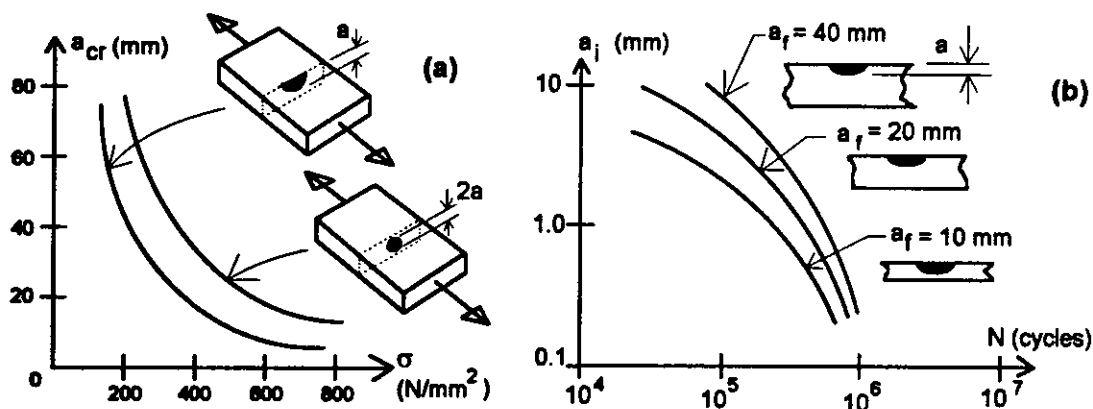 a_cr (mm)
a
(a)
80
60
40
20
0
2a
200
400
600
800
σ
(N/mm²)
a_i (mm)
a_f = 40 mm
a
(b)
10
a_f = 20 mm
1.0
a_f = 10 mm
0.1
N (cycles)
10⁴
10⁵
10⁶
10⁷